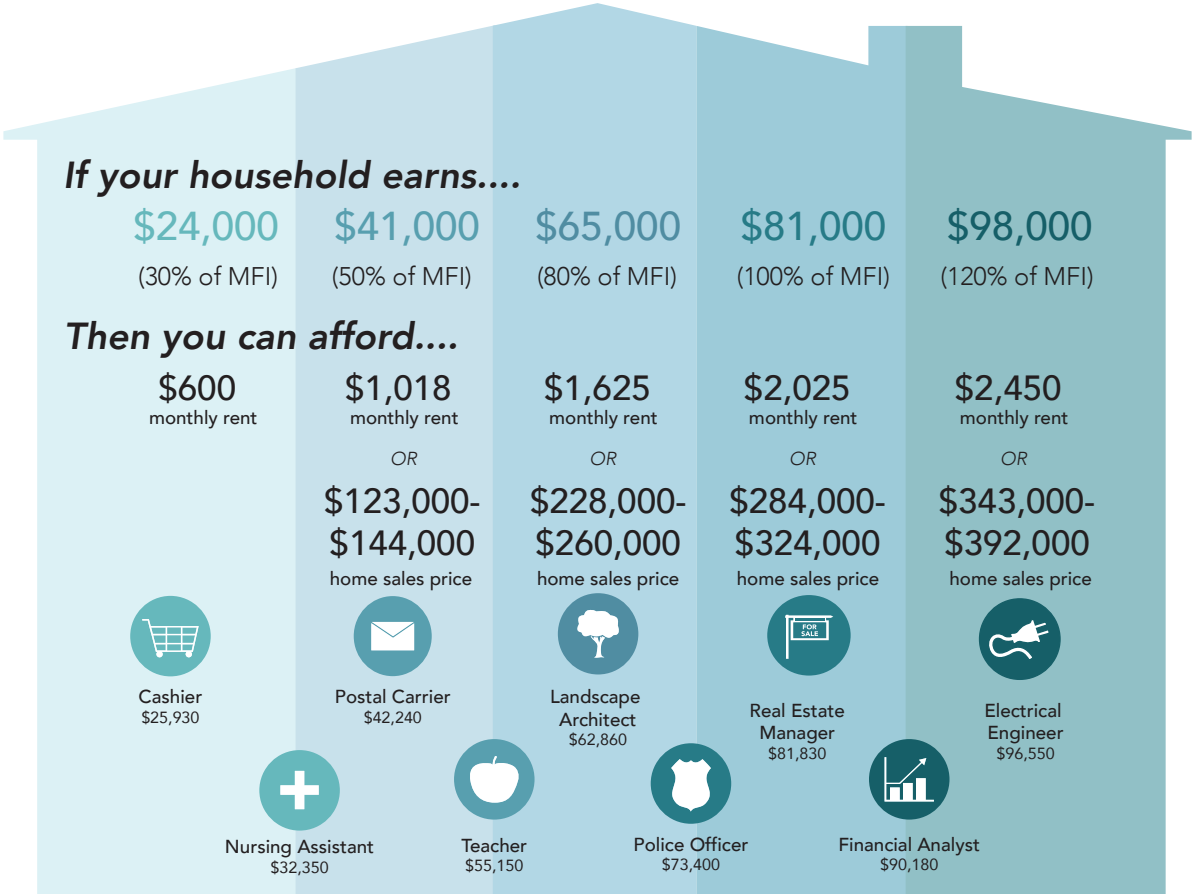 If your household earns....
$24,000
$41,000
$65,000
$81,000
$98,000
(30% of MFI)
(50% of MFI)
(80% of MFI)
(100% of MFI)
(120% of MFI)
Then you can afford....
$600
$1,018
$1,625
$2,025
$2,450
monthly rent
monthly rent
monthly rent
monthly rent
monthly rent
OR
OR
OR
OR
$123,000-
$144,000
home sales price
$228,000-
$260,000
home sales price
$284,000-
$324,000
home sales price
$343,000-
$392,000
home sales price
FOR
SALE
Cashier
$25,930
Postal Carrier
$42,240
Landscape
Architect
$62,860
Real Estate
Manager
$81,830
Electrical
Engineer
$96,550
Nursing Assistant
$32,350
Teacher
$55,150
Police Officer
$73,400
Financial Analyst
$90,180